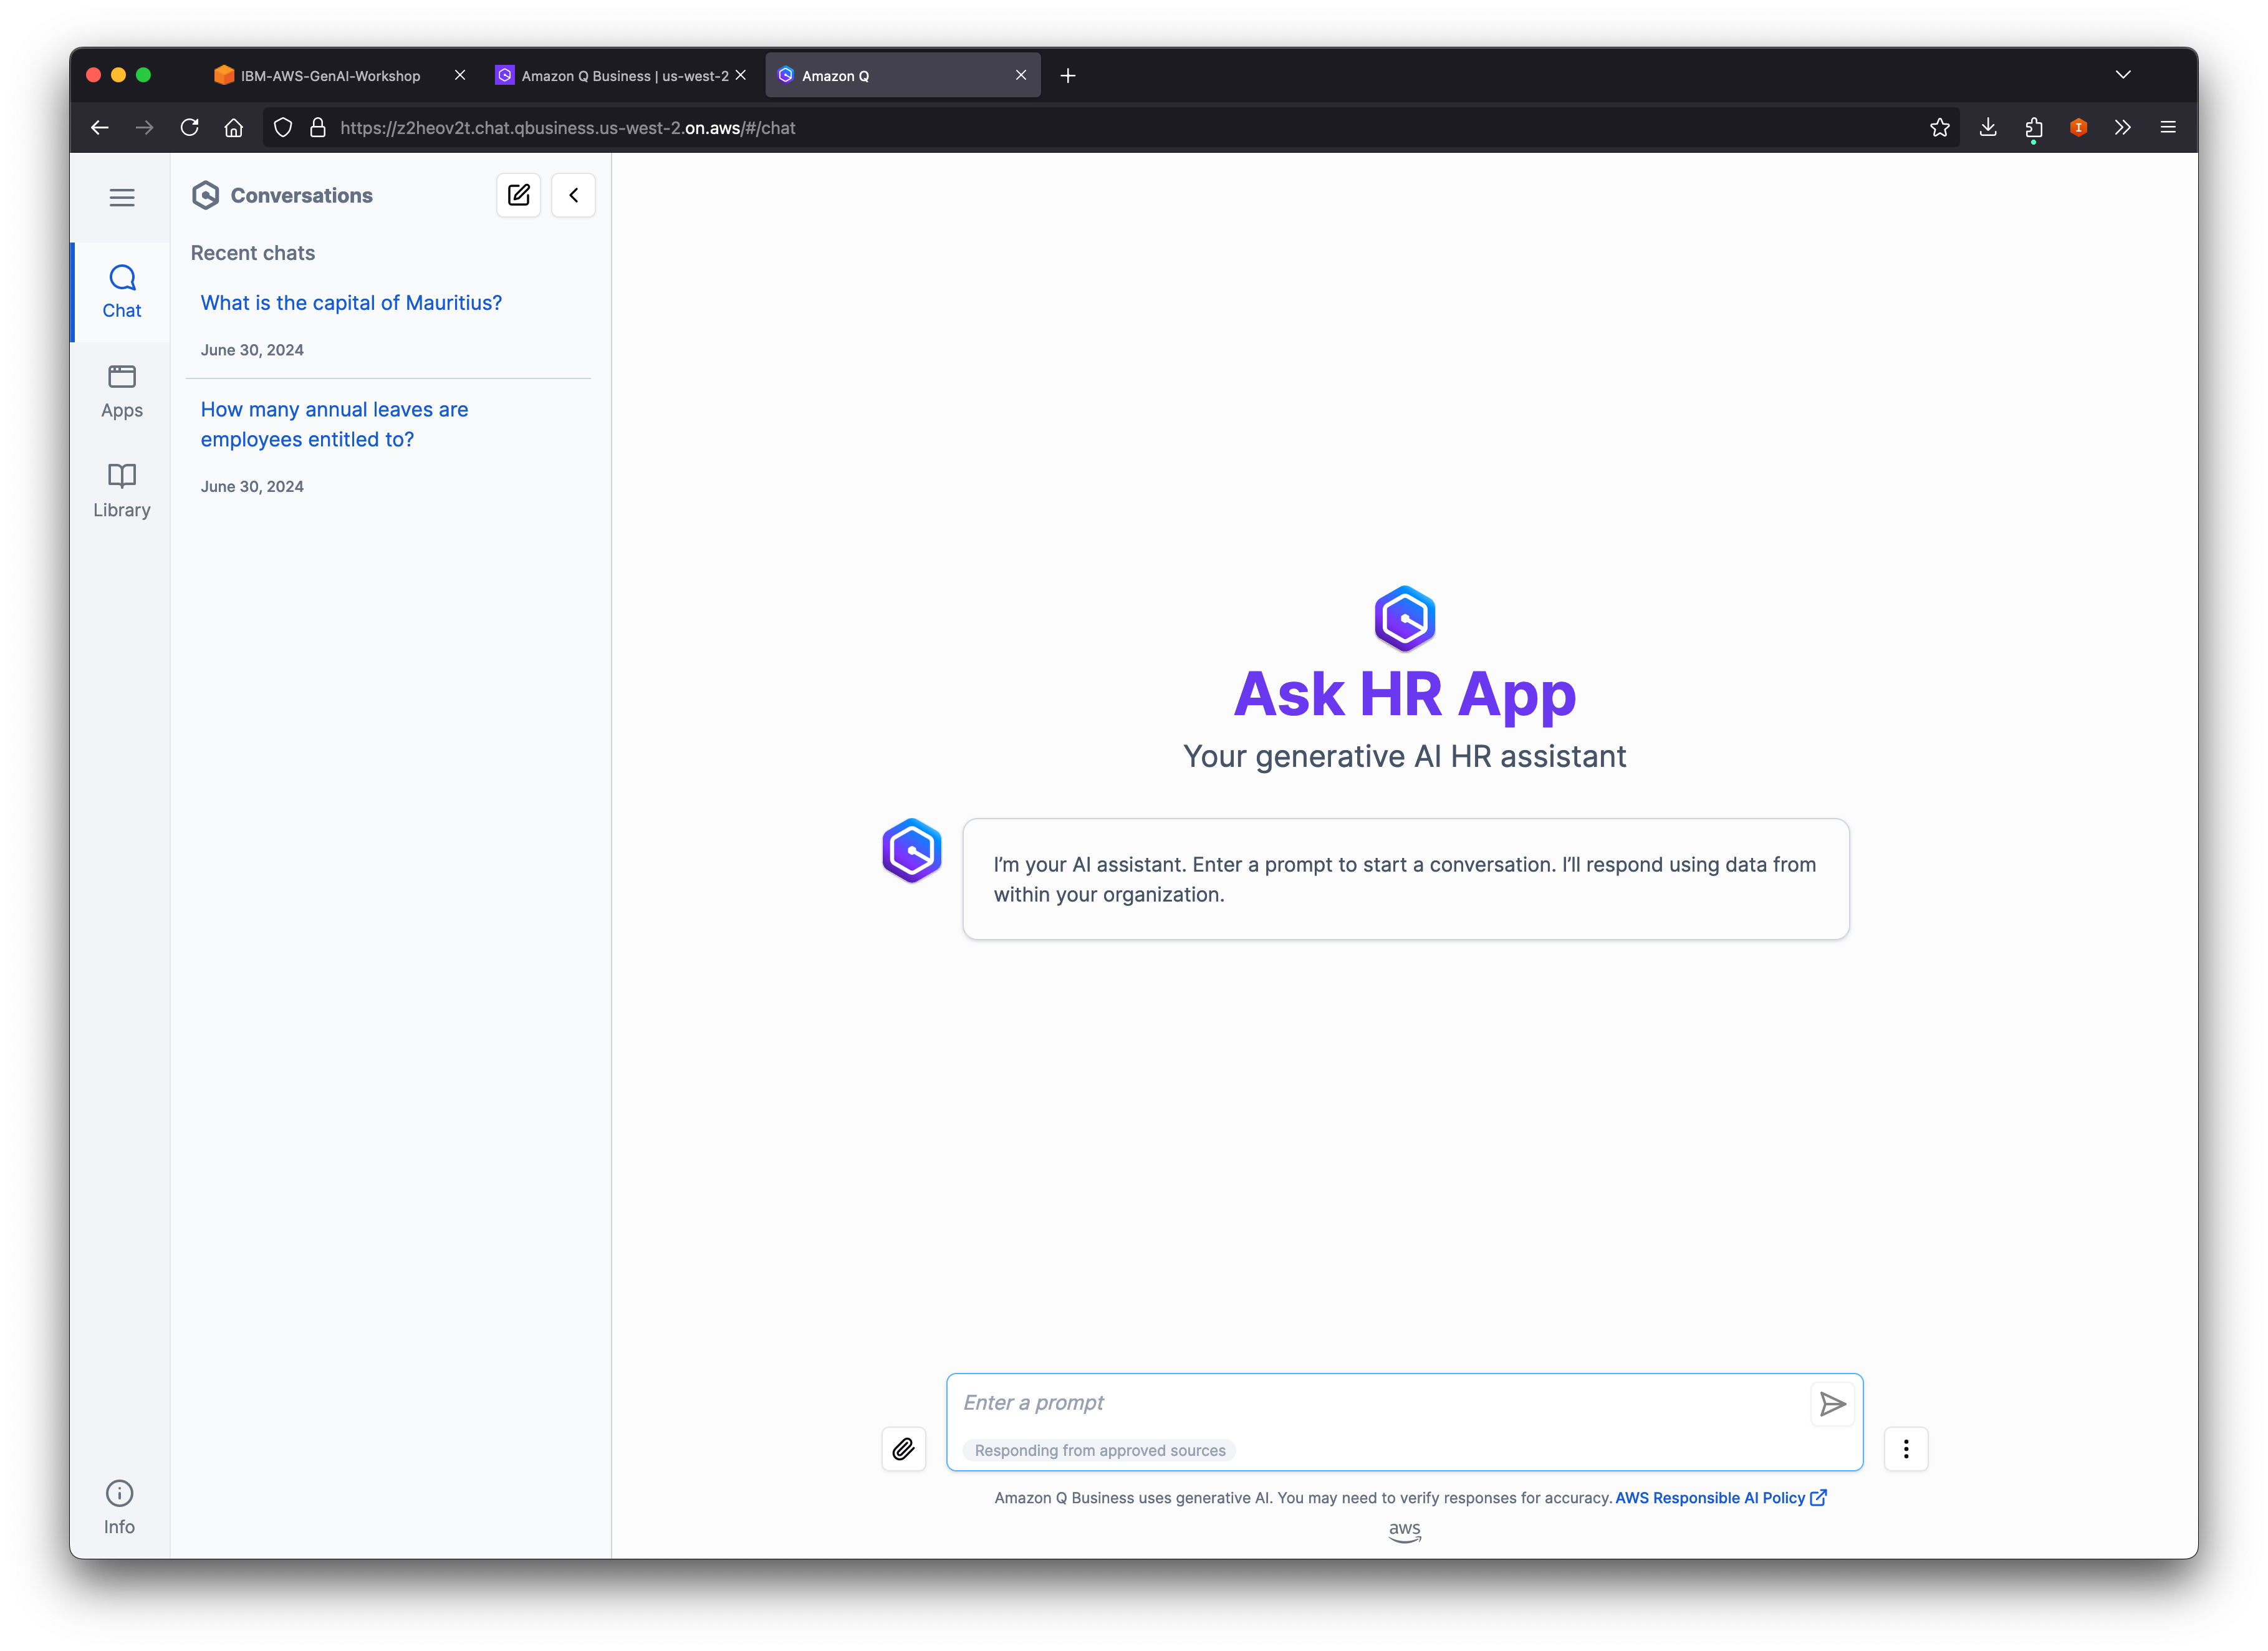 IBM-AWS-GenAI-Workshop
Amazon Q Business | us-west-2
Amazon Q
https://z2heov2t.chat.qbusiness.us-west-2.on.aws/#/chat
Conversations
Recent chats
What is the capital of Mauritius?
June 30, 2024
How many annual leaves are
employees entitled to?
June 30, 2024
Chat
Apps
Library
Info
Ask HR App
Your generative AI HR assistant
I'm your AI assistant. Enter a prompt to start a conversation. I'll respond using data from
within your organization.
Enter a prompt
Responding from approved sources
Amazon Q Business uses generative AI. You may need to verify responses for accuracy. AWS Responsible AI Policy
aws